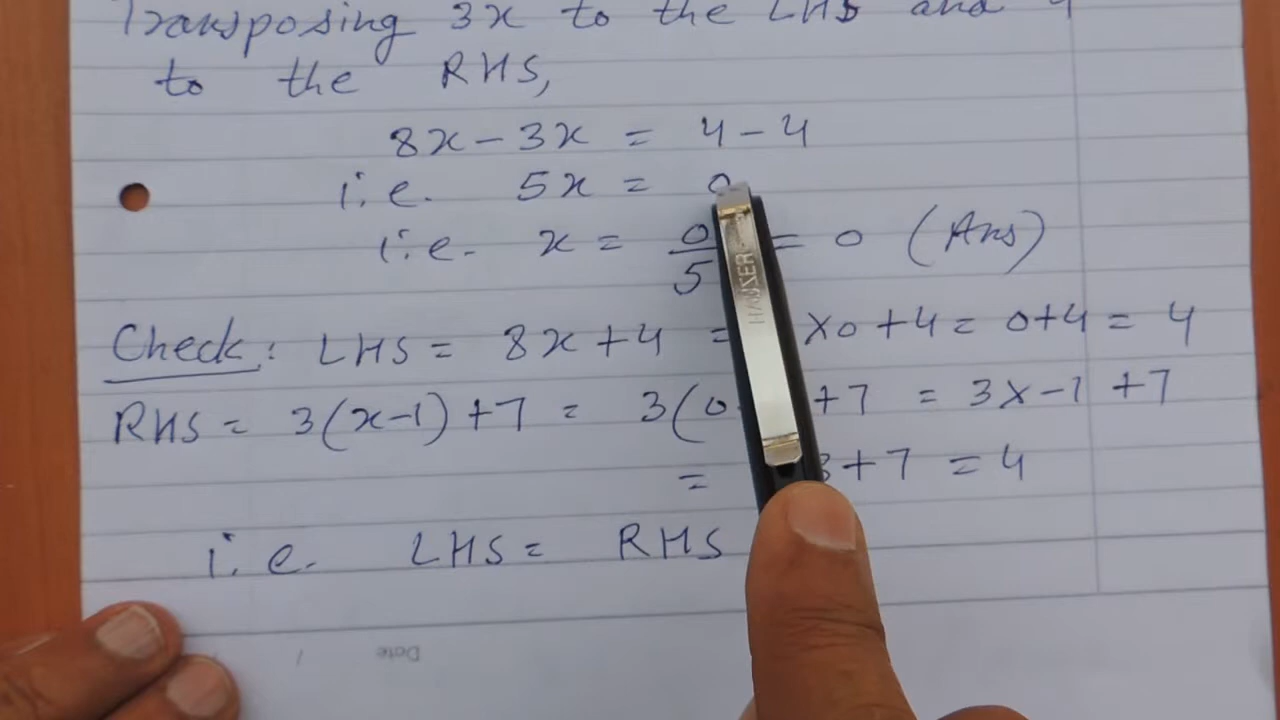 Transposing 3x to the LHS and 4
to the RHS,
8x - 3x = 4 - 4
i.e. 5x = 0
i.e. x = 0/5 = 0 (Ans)
Check: LHS = 8x + 4 = x0 + 4 = 0 + 4 = 4
RHS = 3(x-1) + 7 = 3(0 + 7 = 3x-1 + 7
= 3 + 7 = 4
i.e. LHS = RHS
HAUSER
Date / /